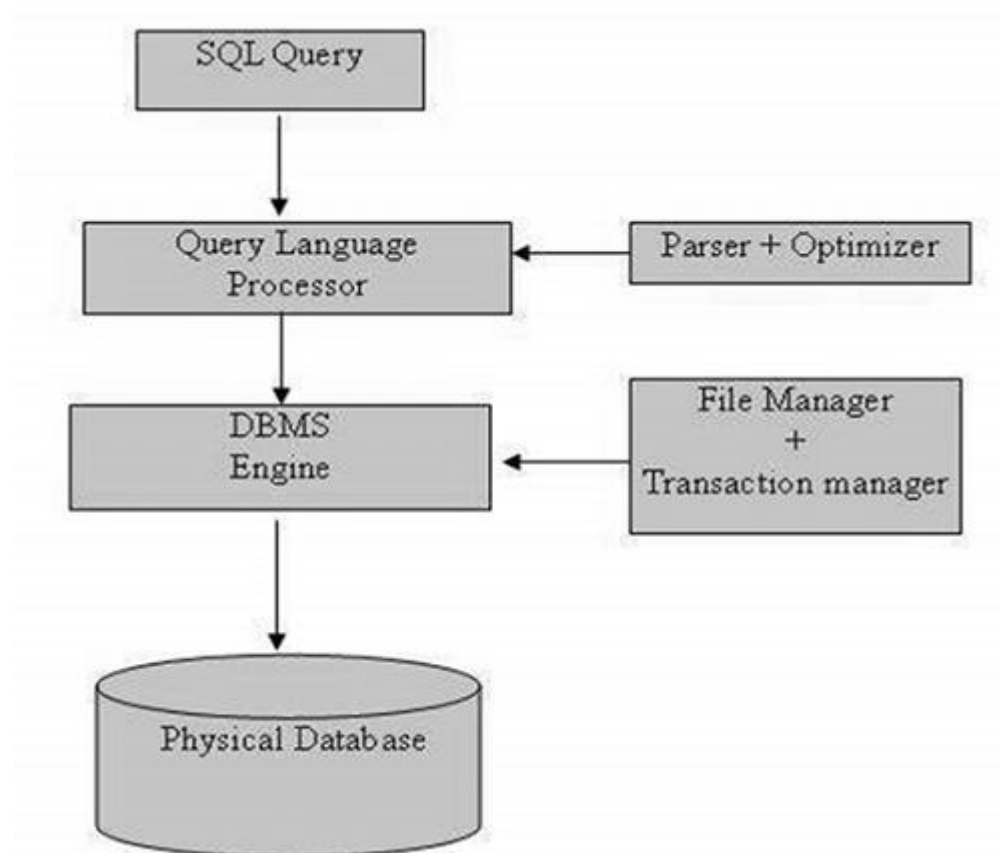 SQL Query
Query Language
Processor
Parser + Optimizer
DBMS
Engine
File Manager
+
Transaction manager
Physical Database